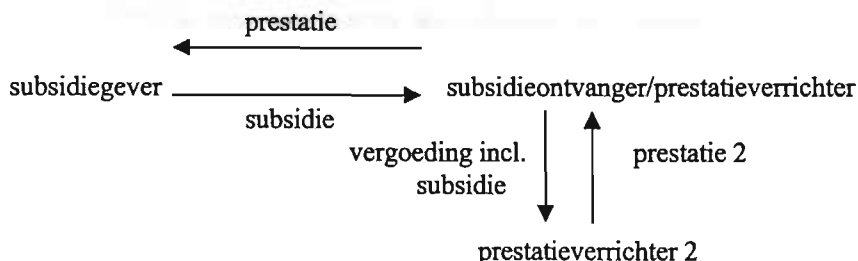 prestatie
subsidiegever
subsidieontvanger/prestatieverrichter
subsidie
vergoeding incl.
subsidie
prestatie 2
prestatieverrichter 2